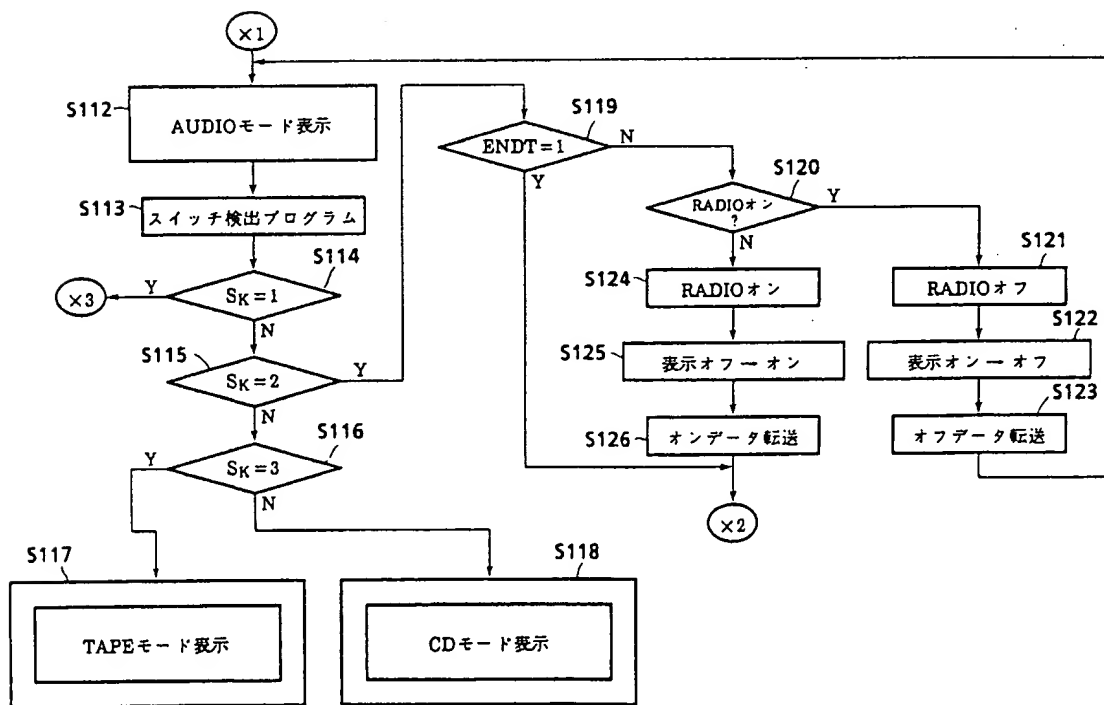 ×1
S112
AUDIOモード表示
S113
スイッチ検出プログラム
S114
SK=1
Y
N
×3
S115
SK=2
Y
N
S116
SK=3
Y
N
S117
TAPEモード表示
S118
CDモード表示
S119
ENDT=1
N
Y
S120
RADIOオン
?
Y
N
S124
RADIOオン
S125
表示オフ→オン
S126
オンデータ転送
×2
S121
RADIOオフ
S122
表示オン→オフ
S123
オフデータ転送